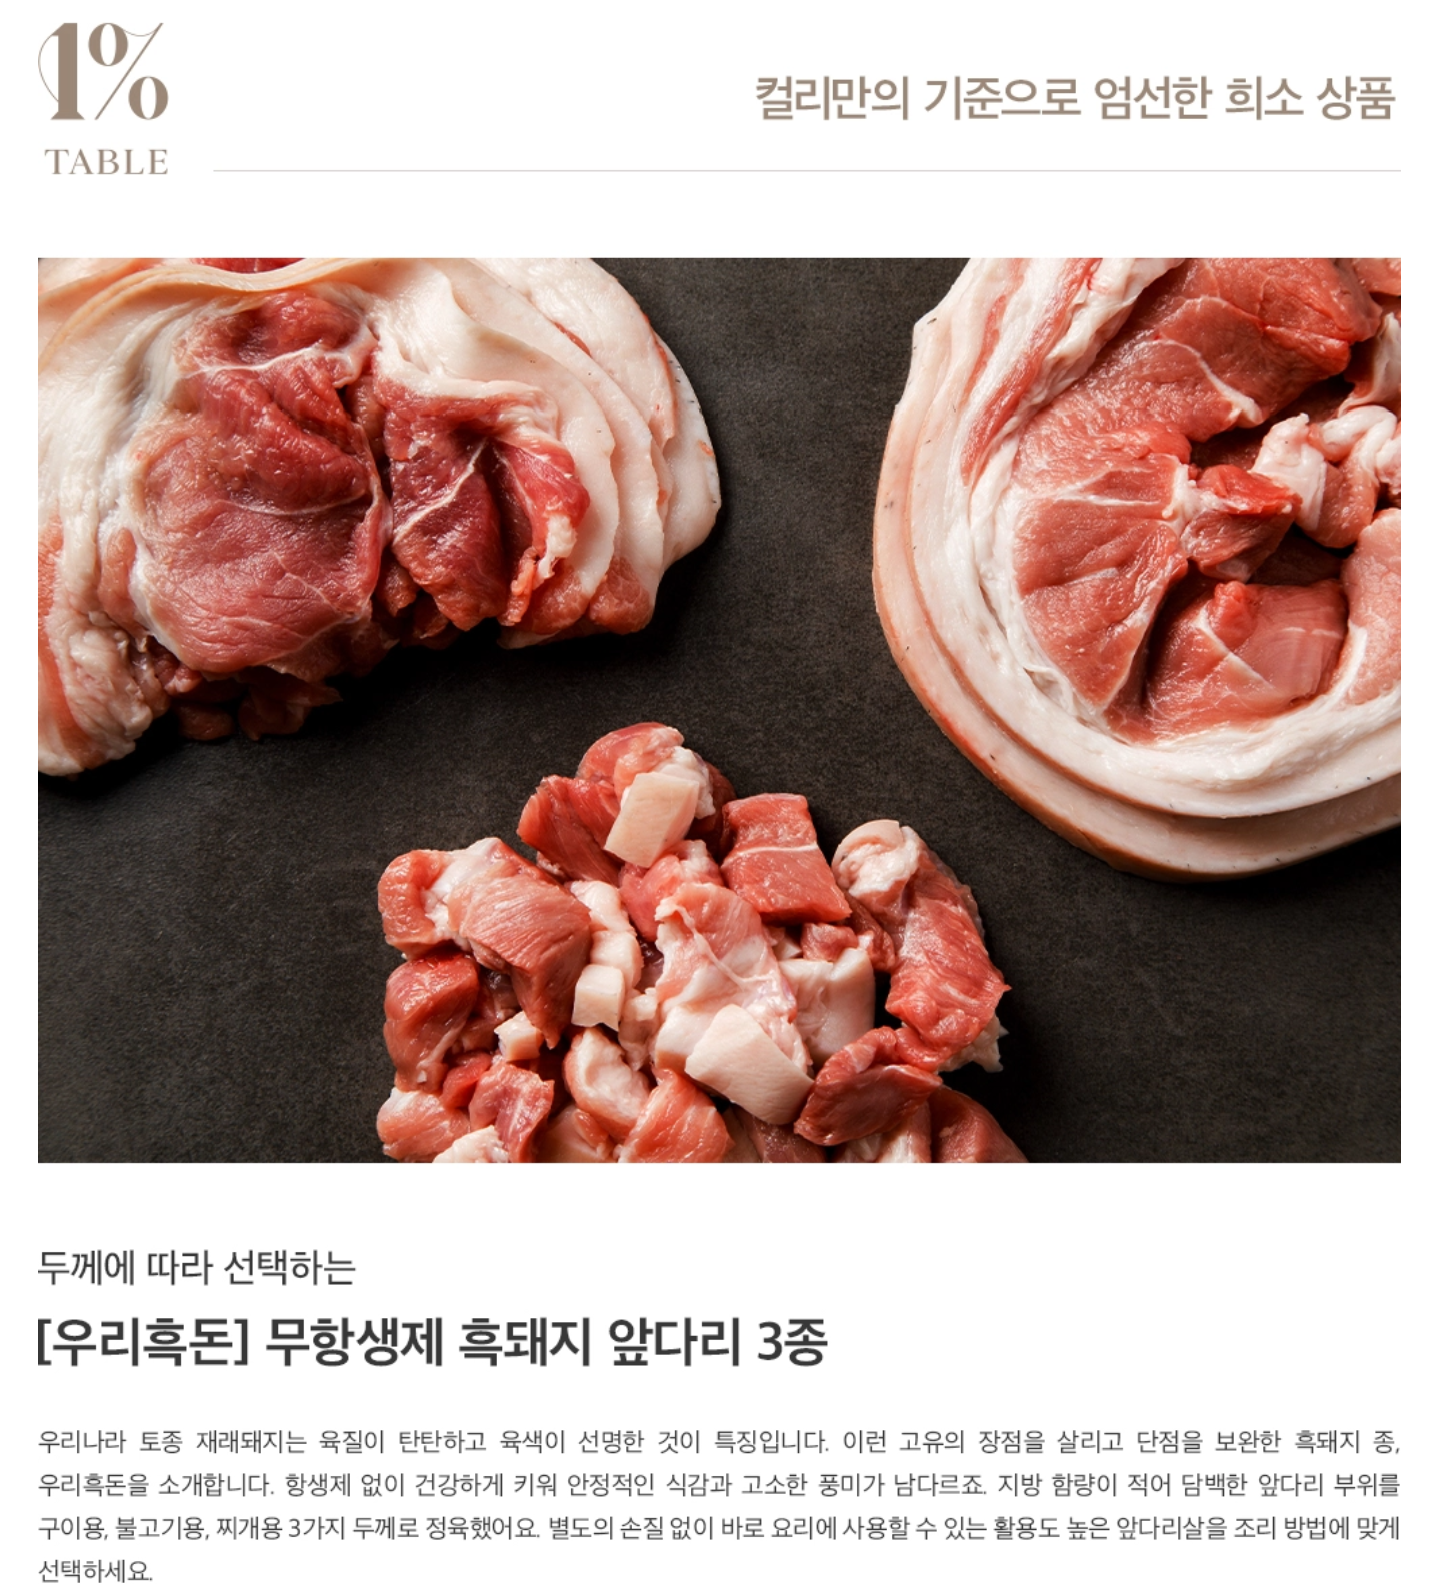 1%
TABLE
컬리만의 기준으로 엄선한 희소 상품
두께에 따라 선택하는
[우리흑돈] 무항생제 흑돼지 앞다리 3종
우리나라 토종 재래돼지는 육질이 탄탄하고 육색이 선명한 것이 특징입니다. 이런 고유의 장점을 살리고 단점을 보완한 흑돼지 종,
우리흑돈을 소개합니다. 항생제 없이 건강하게 키워 안정적인 식감과 고소한 풍미가 남다르죠. 지방 함량이 적어 담백한 앞다리 부위를
구이용, 불고기용, 찌개용 3가지 두께로 정육했어요. 별도의 손질 없이 바로 요리에 사용할 수 있는 활용도 높은 앞다리살을 조리 방법에 맞게
선택하세요.